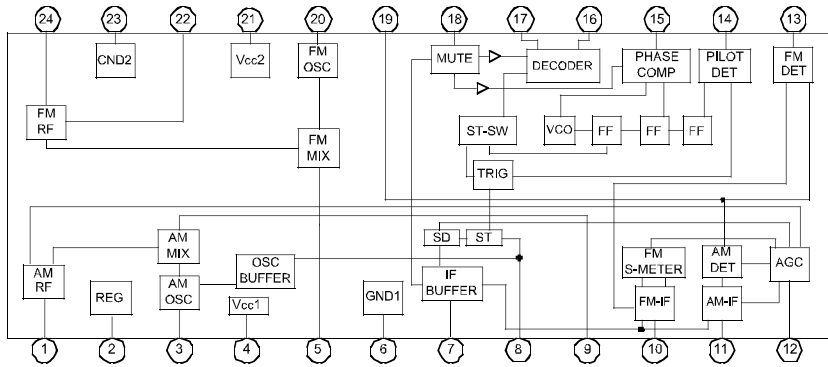 24 23 22 21 20 19 18 17 16 15 14 13
CND2
Vcc2
FM
OSC
MUTE
DECODER
PHASE
COMP
PILOT
DET
FM
DET
FM
RF
FM
MIX
ST-SW
VCO
FF
FF
FF
TRIG
AM
MIX
SD
ST
AM
RF
REG
AM
OSC
OSC
BUFFER
Vcc1
GND1
IF
BUFFER
FM
S-METER
AM
DET
AGC
FM-IF
AM-IF
1 2 3 4 5 6 7 8 9 10 11 12